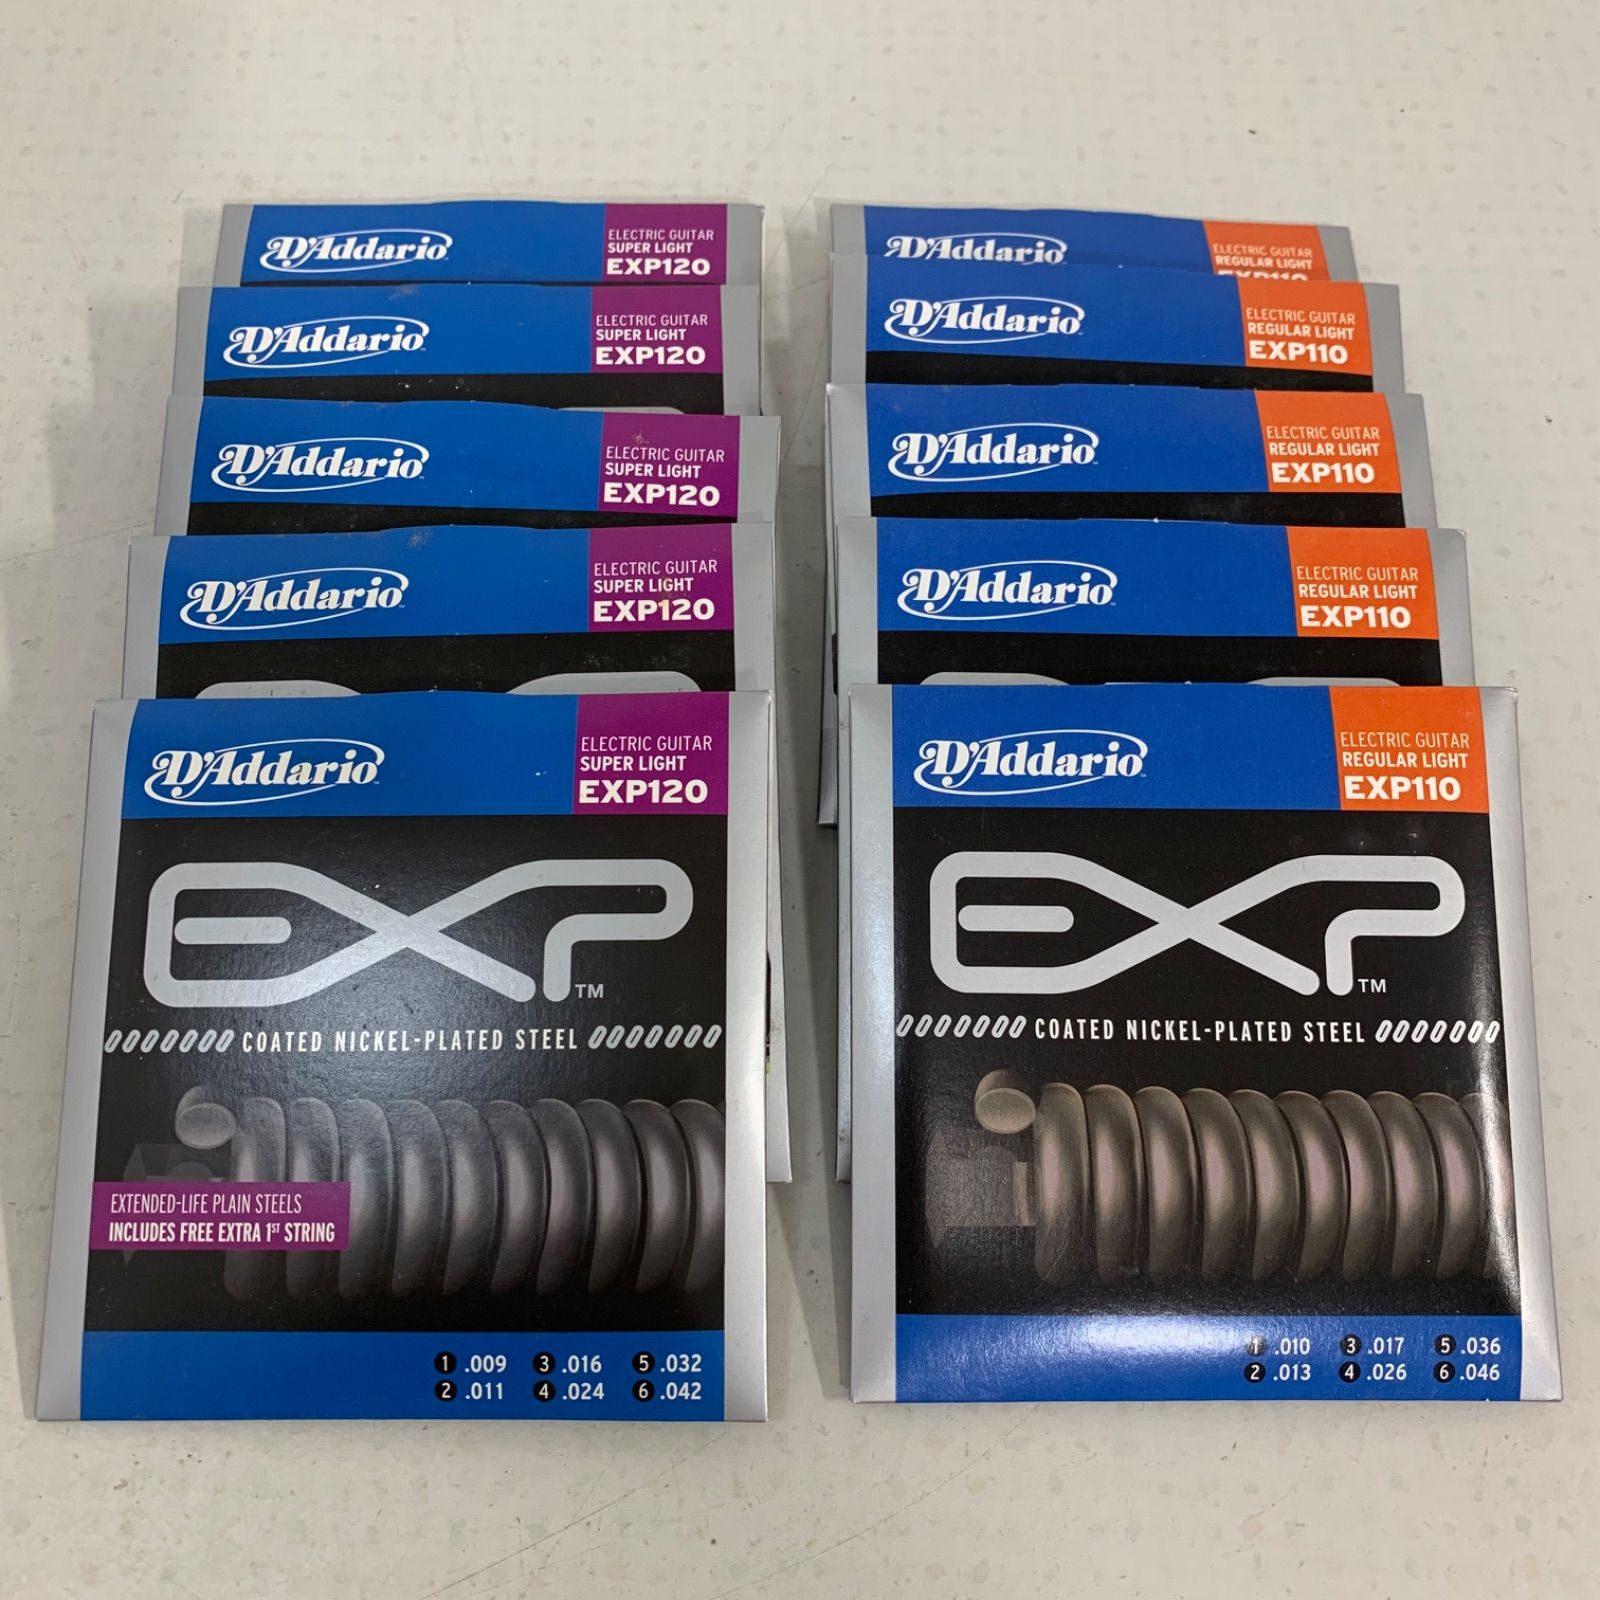 D'Addario
ELECTRIC GUITAR
SUPER LIGHT
EXP120
D'Addario
ELECTRIC GUITAR
SUPER LIGHT
EXP120
D'Addario
ELECTRIC GUITAR
SUPER LIGHT
EXP120
D'Addario
ELECTRIC GUITAR
SUPER LIGHT
EXP120
D'Addario
ELECTRIC GUITAR
SUPER LIGHT
EXP120
EXP™
COATED NICKEL-PLATED STEEL
EXTENDED-LIFE PLAIN STEELS
INCLUDES FREE EXTRA 1ST STRING
1 .009 3 .016 5 .032
2 .011 4 .024 6 .042
D'Addario
ELECTRIC GUITAR
REGULAR LIGHT
EXP110
D'Addario
ELECTRIC GUITAR
REGULAR LIGHT
EXP110
D'Addario
ELECTRIC GUITAR
REGULAR LIGHT
EXP110
D'Addario
ELECTRIC GUITAR
REGULAR LIGHT
EXP110
D'Addario
ELECTRIC GUITAR
REGULAR LIGHT
EXP110
EXP™
COATED NICKEL-PLATED STEEL
1 .010 3 .017 5 .036
2 .013 4 .026 6 .046